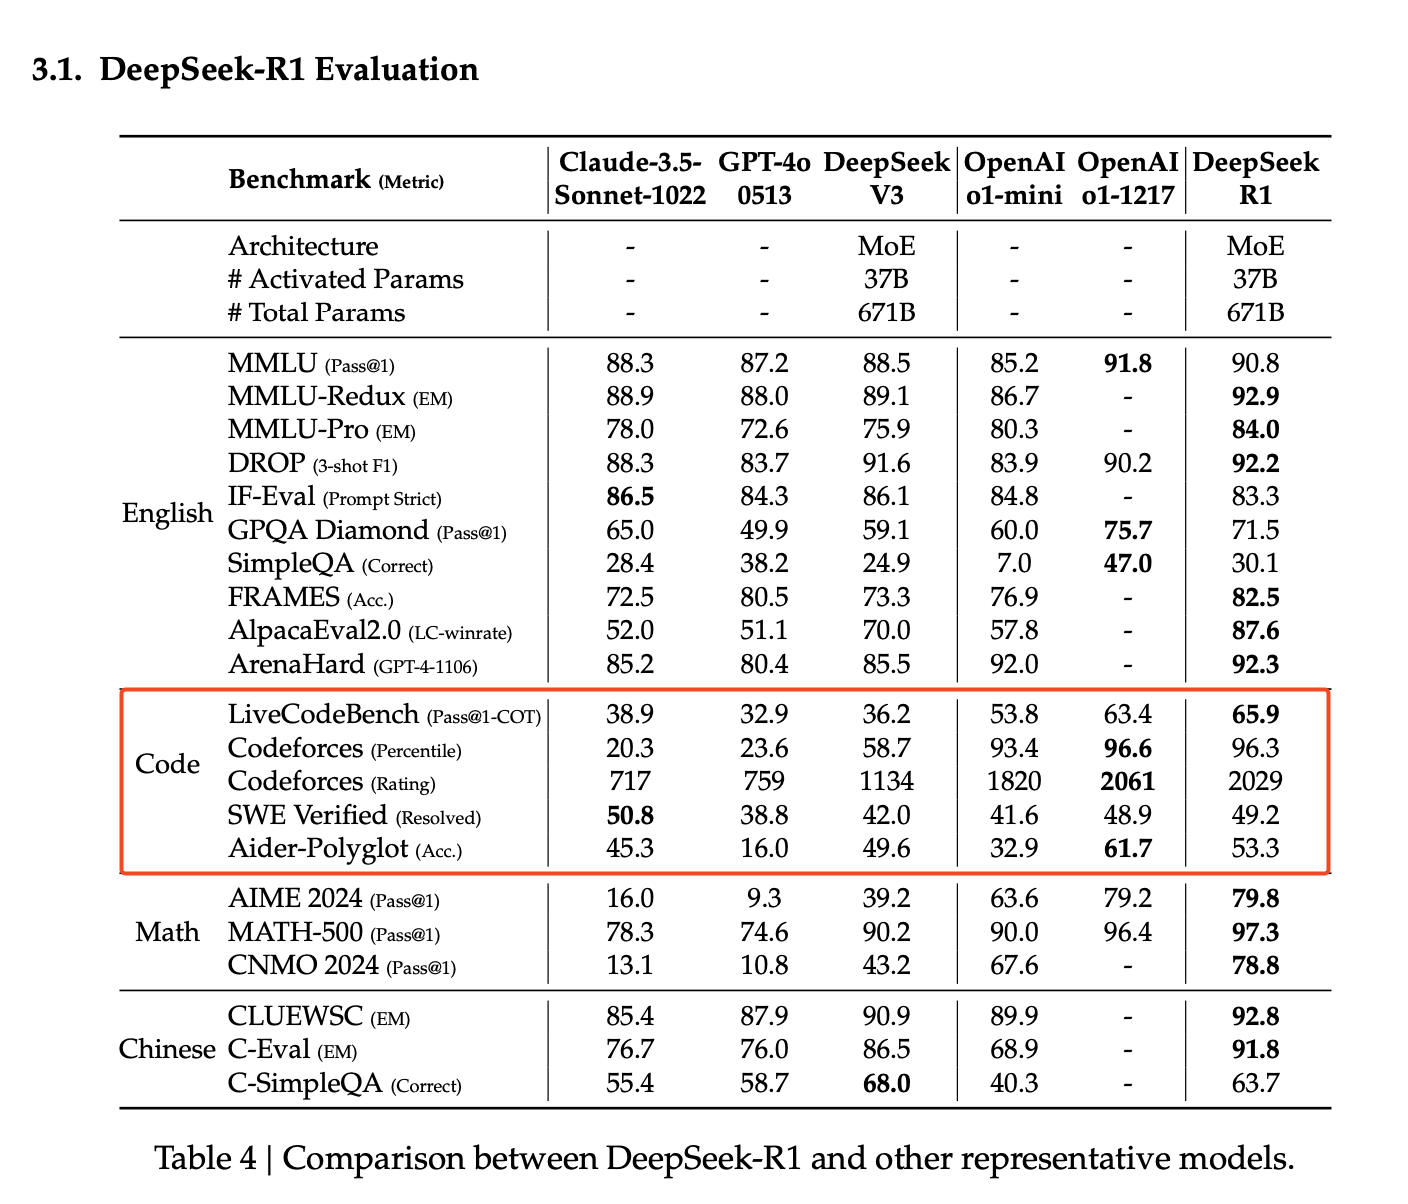 3.1. DeepSeek-R1 Evaluation
Benchmark (Metric) Claude-3.5-Sonnet-1022 GPT-4o 0513 DeepSeek V3 OpenAI o1-mini OpenAI o1-1217 DeepSeek R1
Architecture - - MoE - - MoE
# Activated Params - - 37B - - 37B
# Total Params - - 671B - - 671B
English
MMLU (Pass@1) 88.3 87.2 88.5 85.2 91.8 90.8
MMLU-Redux (EM) 88.9 88.0 89.1 86.7 - 92.9
MMLU-Pro (EM) 78.0 72.6 75.9 80.3 - 84.0
DROP (3-shot F1) 88.3 83.7 91.6 83.9 90.2 92.2
IF-Eval (Prompt Strict) 86.5 84.3 86.1 84.8 - 83.3
GPQA Diamond (Pass@1) 65.0 49.9 59.1 60.0 75.7 71.5
SimpleQA (Correct) 28.4 38.2 24.9 7.0 47.0 30.1
FRAMES (Acc.) 72.5 80.5 73.3 76.9 - 82.5
AlpacaEval2.0 (LC-winrate) 52.0 51.1 70.0 57.8 - 87.6
ArenaHard (GPT-4-1106) 85.2 80.4 85.5 92.0 - 92.3
Code
LiveCodeBench (Pass@1-COT) 38.9 32.9 36.2 53.8 63.4 65.9
Codeforces (Percentile) 20.3 23.6 58.7 93.4 96.6 96.3
Codeforces (Rating) 717 759 1134 1820 2061 2029
SWE Verified (Resolved) 50.8 38.8 42.0 41.6 48.9 49.2
Aider-Polyglot (Acc.) 45.3 16.0 49.6 32.9 61.7 53.3
Math
AIME 2024 (Pass@1) 16.0 9.3 39.2 63.6 79.2 79.8
MATH-500 (Pass@1) 78.3 74.6 90.2 90.0 96.4 97.3
CNMO 2024 (Pass@1) 13.1 10.8 43.2 67.6 - 78.8
Chinese
CLUEWSC (EM) 85.4 87.9 90.9 89.9 - 92.8
C-Eval (EM) 76.7 76.0 86.5 68.9 - 91.8
C-SimpleQA (Correct) 55.4 58.7 68.0 40.3 - 63.7
Table 4 | Comparison between DeepSeek-R1 and other representative models.